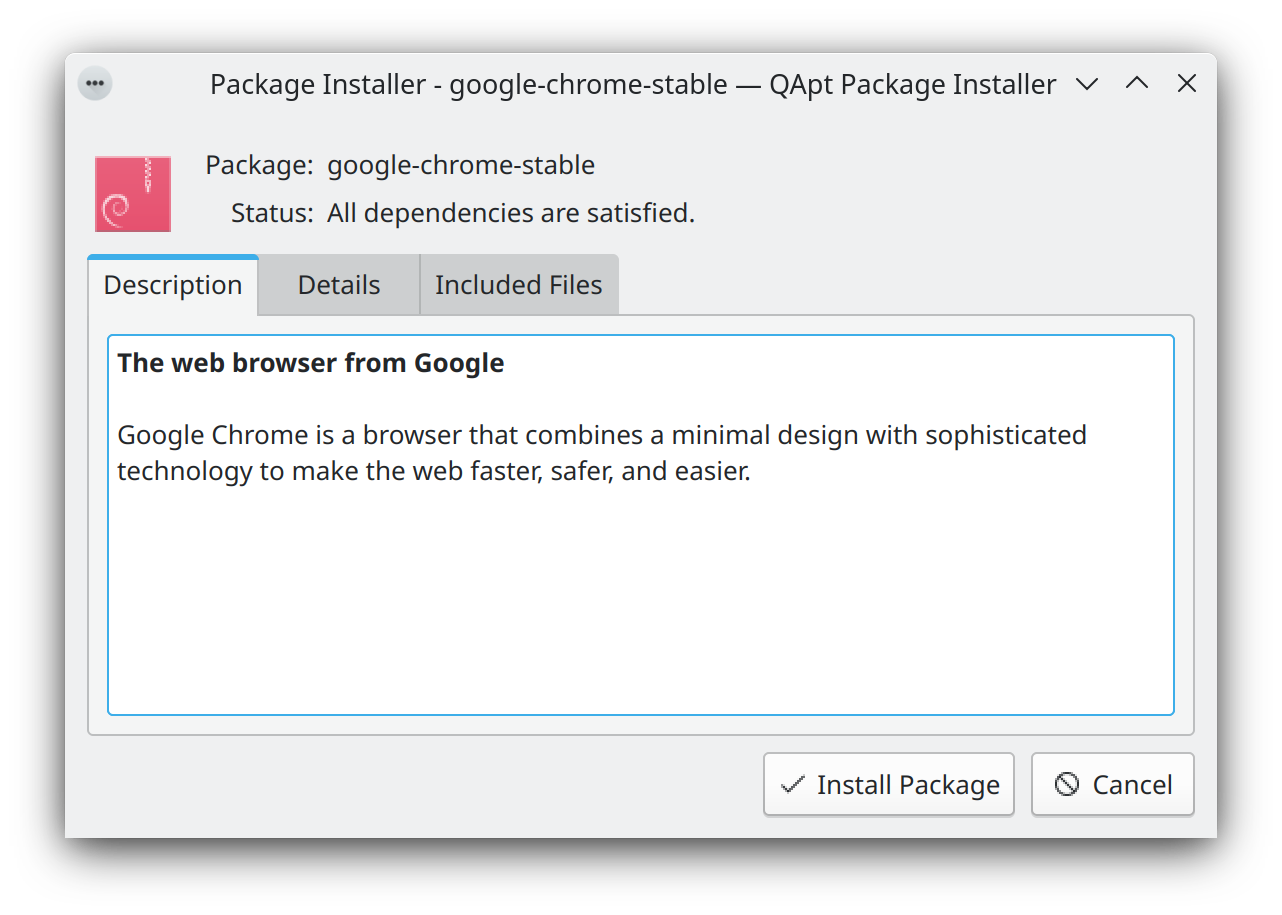 Package Installer - google-chrome-stable — QApt Package Installer
Package: google-chrome-stable
Status: All dependencies are satisfied.
Description Details Included Files
The web browser from Google
Google Chrome is a browser that combines a minimal design with sophisticated
technology to make the web faster, safer, and easier.
Install Package Cancel